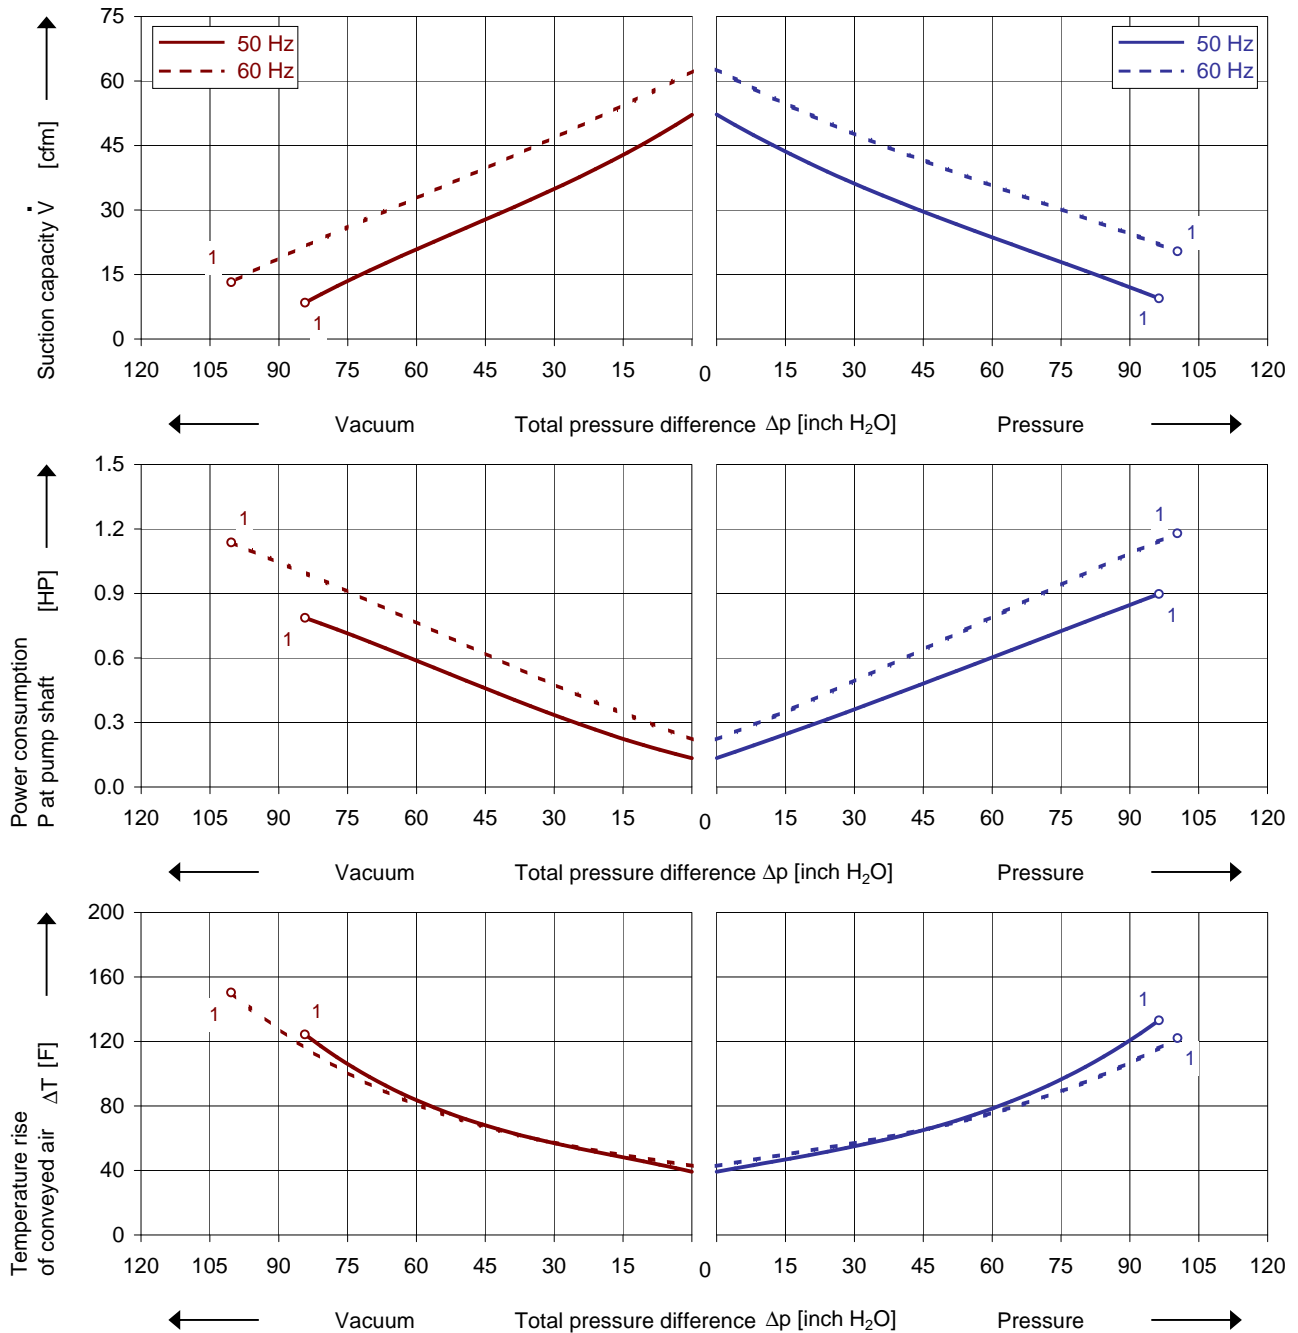 Suction capacity V̇ [cfm]
75
60
45
30
15
0
50 Hz
60 Hz
50 Hz
60 Hz
1
1
1
1
120 105 90 75 60 45 30 15 0 15 30 45 60 75 90 105 120
Vacuum Total pressure difference Δp [inch H₂O] Pressure
Power consumption
P at pump shaft [HP]
1.5
1.2
0.9
0.6
0.3
0.0
1
1
1
1
120 105 90 75 60 45 30 15 0 15 30 45 60 75 90 105 120
Vacuum Total pressure difference Δp [inch H₂O] Pressure
Temperature rise
of conveyed air ΔT [F]
200
160
120
80
40
0
1
1
1
1
120 105 90 75 60 45 30 15 0 15 30 45 60 75 90 105 120
Vacuum Total pressure difference Δp [inch H₂O] Pressure